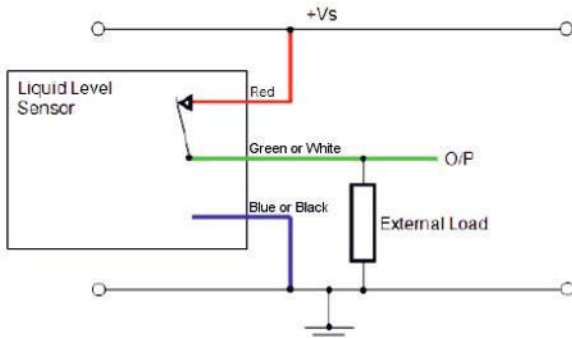 +Vs
Liquid Level
Sensor
Red
Green or White
O/P
Blue or Black
External Load